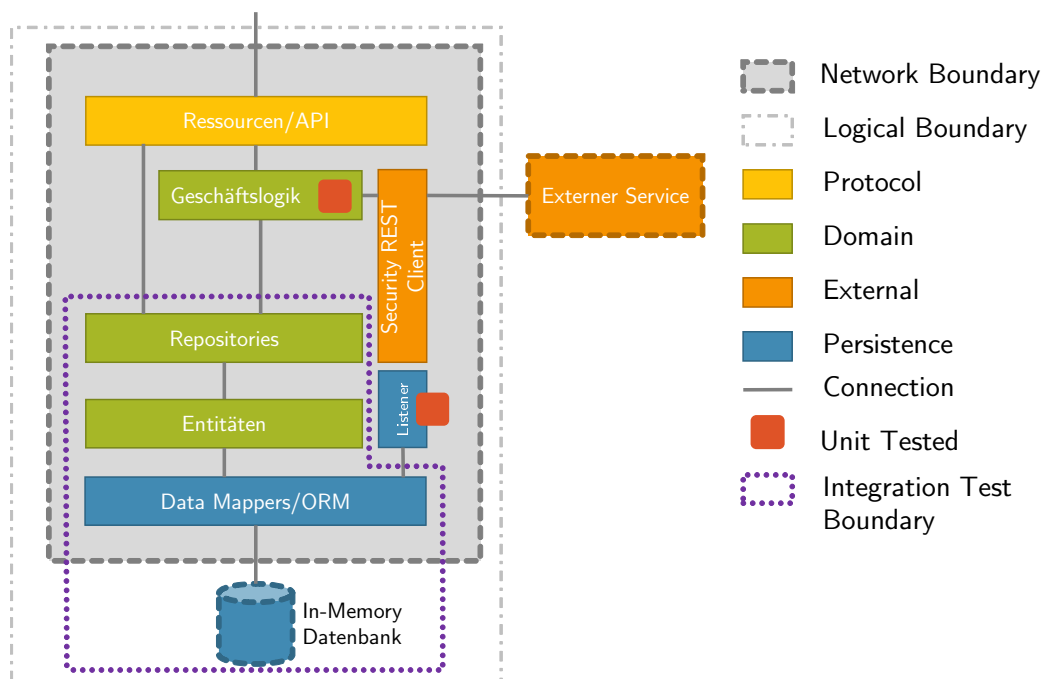 Ressourcen/API
Geschäftslogik
Security REST
Client
Externer Service
Repositories
Listener
Entitäten
Data Mappers/ORM
In-Memory
Datenbank
Network Boundary
Logical Boundary
Protocol
Domain
External
Persistence
Connection
Unit Tested
Integration Test
Boundary